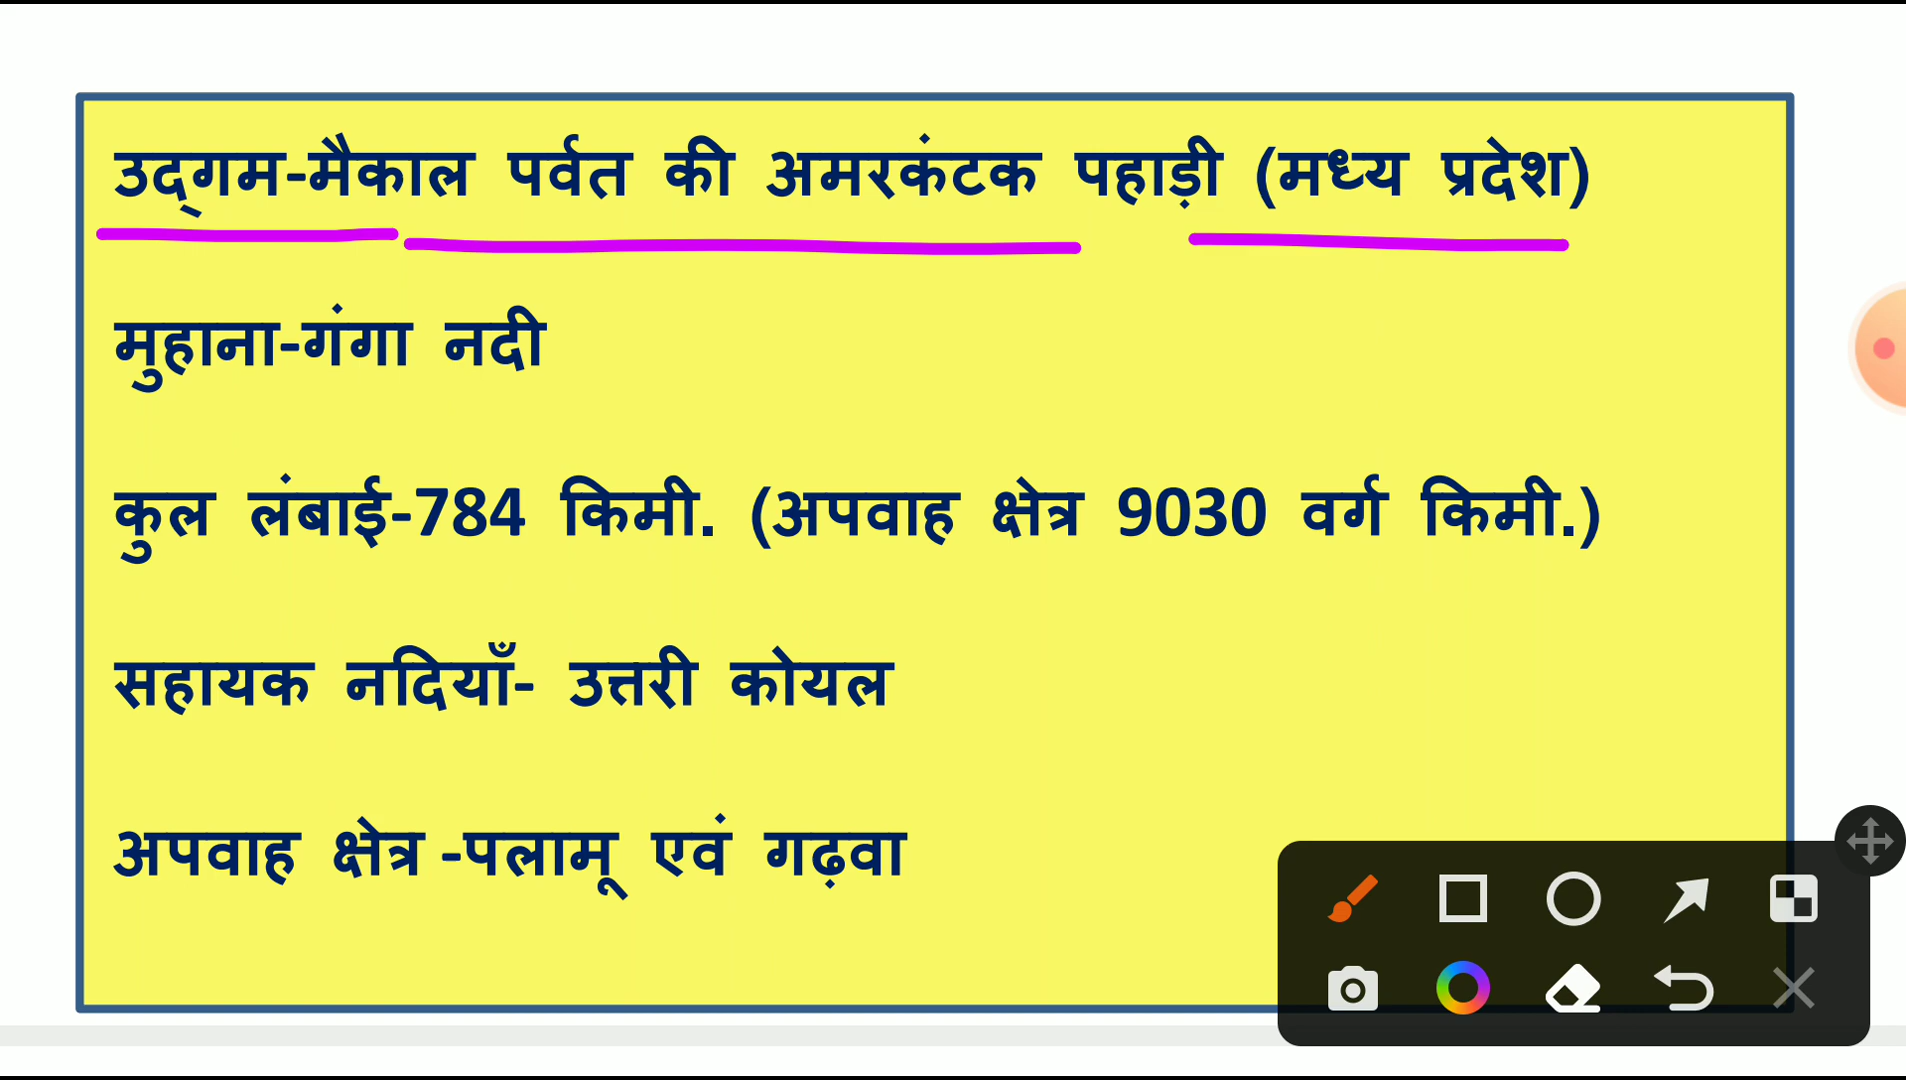 उद्गम-मैकाल पर्वत की अमरकंटक पहाड़ी (मध्य प्रदेश)
मुहाना-गंगा नदी
कुल लंबाई-784 किमी. (अपवाह क्षेत्र 9030 वर्ग किमी.)
सहायक नदियाँ- उत्तरी कोयल
अपवाह क्षेत्र -पलामू एवं गढ़वा